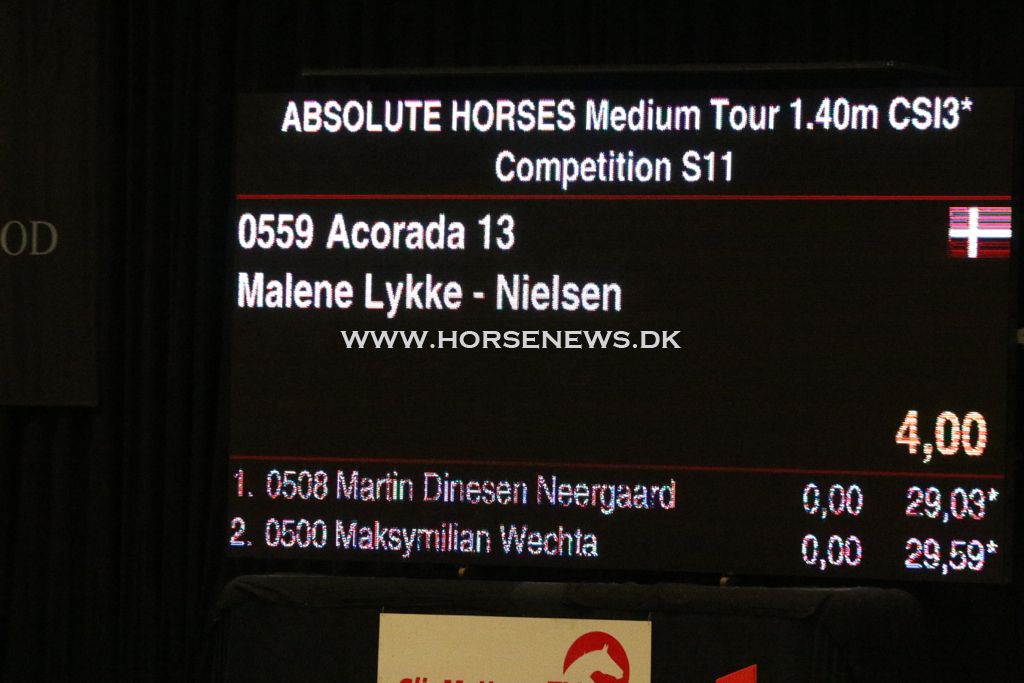 ABSOLUTE HORSES Medium Tour 1.40m CSI3*
Competition S11
OD
0559 Acorada 13
Malene Lykke - Nielsen
WWW.HORSENEWS.DK
4,00
1. 0508 Martin Dinesen Neergaard 0,00 29,03*
2. 0500 Maksymilian Wechta 0,00 29,59*